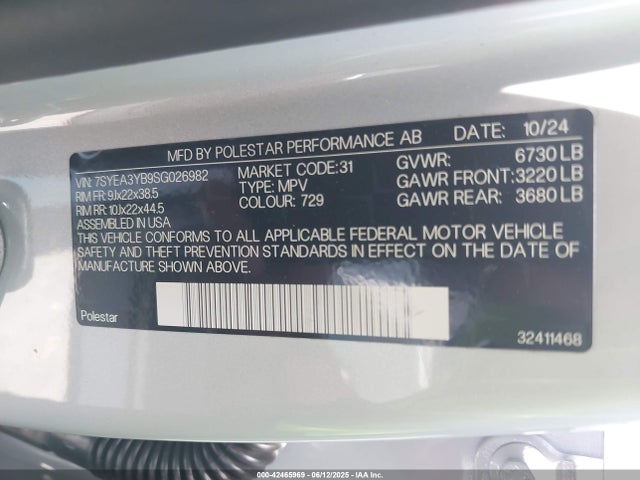 MFD BY POLESTAR PERFORMANCE AB DATE: 10/24
VIN: 7SYEA3YB9SG026982 MARKET CODE:31 GVWR: 6730 LB
RIM FR: 9Jx22x38.5 TYPE: MPV GAWR FRONT: 3220 LB
RIM RR: 10Jx22x44.5 COLOUR: 729 GAWR REAR: 3680 LB
ASSEMBLED IN USA
THIS VEHICLE CONFORMS TO ALL APPLICABLE FEDERAL MOTOR VEHICLE
SAFETY AND THEFT PREVENTION STANDARDS IN EFFECT ON THE DATE OF
MANUFACTURE SHOWN ABOVE.
Polestar 32411468
000-42465969 - 06/12/2025 - IAA Inc.